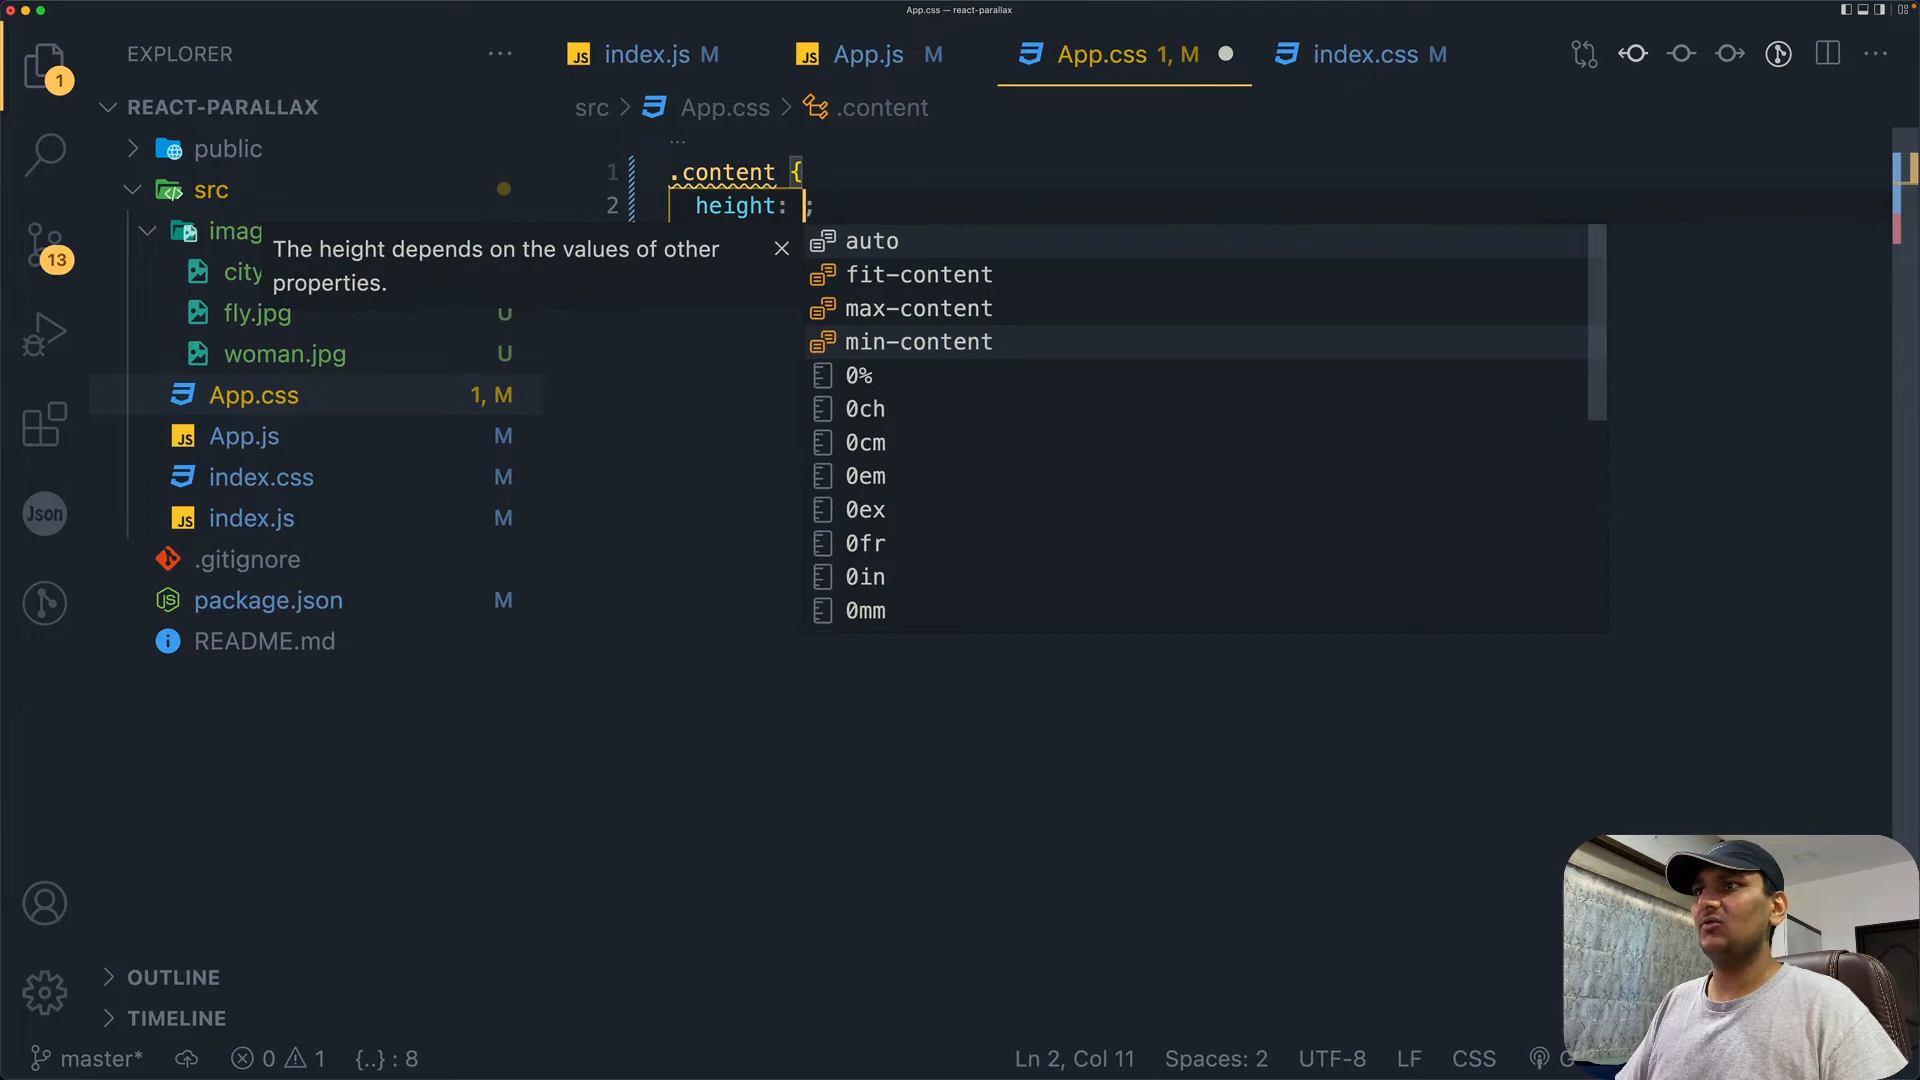 App.css — react-parallax
EXPLORER
index.js M
App.js M
App.css 1, M
index.css M
1
REACT-PARALLAX
src > App.css > .content
public
1 .content {
src
2 height: ;
imag
The height depends on the values of other
properties.
auto
city
fit-content
fly.jpg U
max-content
woman.jpg U
min-content
App.css 1, M
0%
App.js M
0ch
index.css M
0cm
index.js M
0em
.gitignore
0ex
package.json M
0fr
README.md
0in
0mm
13
Json
OUTLINE
TIMELINE
master*
0 1
{..} : 8
Ln 2, Col 11
Spaces: 2
UTF-8
LF
CSS